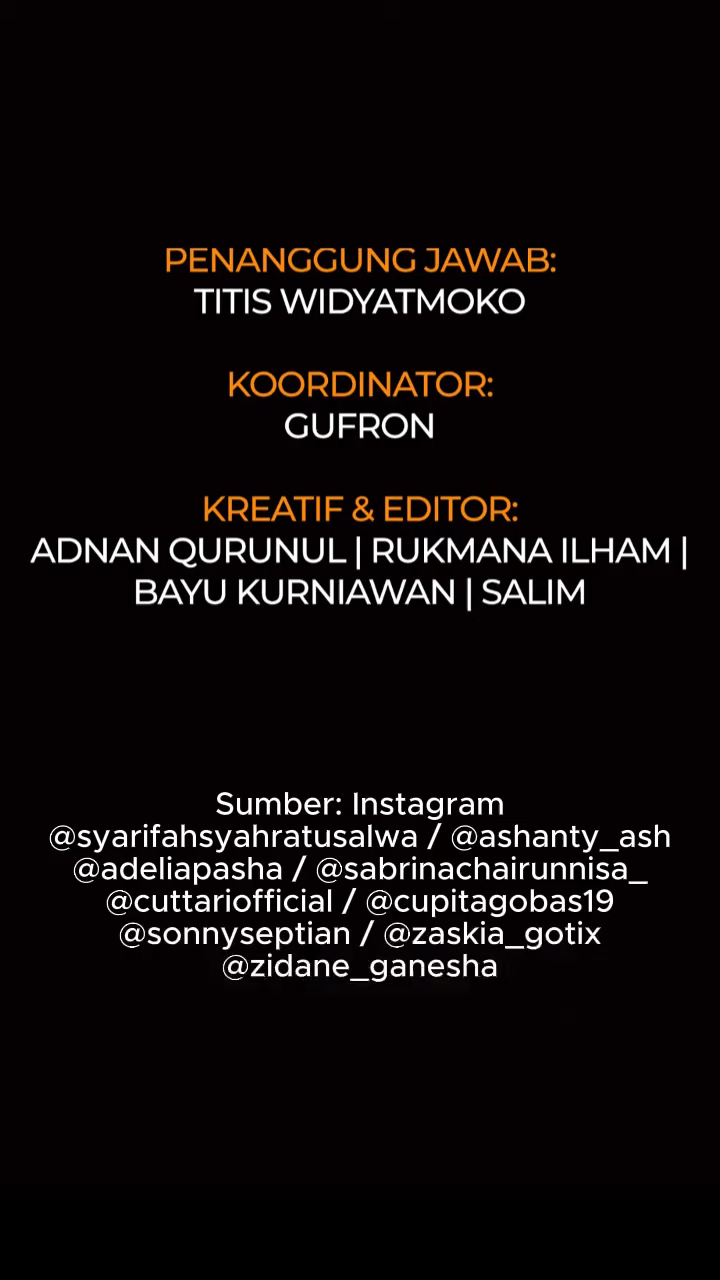 PENANGGUNG JAWAB:
TITIS WIDYATMOKO
KOORDINATOR:
GUFRON
KREATIF & EDITOR:
ADNAN QURUNUL | RUKMANA ILHAM |
BAYU KURNIAWAN | SALIM
Sumber: Instagram
@syarifahsyahratusalwa / @ashanty_ash
@adeliapasha / @sabrinachairunnisa_
@cuttariofficial / @cupitagobas19
@sonnyseptian / @zaskia_gotix
@zidane_ganesha